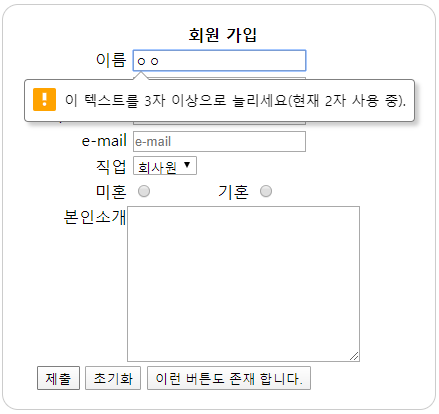 회원 가입
이름 ㅇㅇ
이 텍스트를 3자 이상으로 늘리세요(현재 2자 사용 중).
e-mail e-mail
직업 회사원
미혼 기혼
본인소개
제출 초기화 이런 버튼도 존재 합니다.